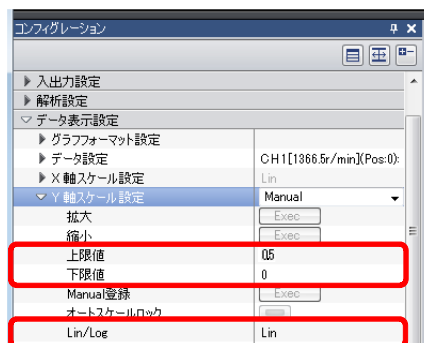 コンフィグレーション
入出力設定
解析設定
データ表示設定
グラフフォーマット設定
データ設定 CH1[1366.5r/min](Pos:0):
X軸スケール設定 Lin
Y軸スケール設定 Manual
拡大 Exec
縮小 Exec
上限値 0.5
下限値 0
Manual登録 Exec
オートスケールロック
Lin/Log Lin